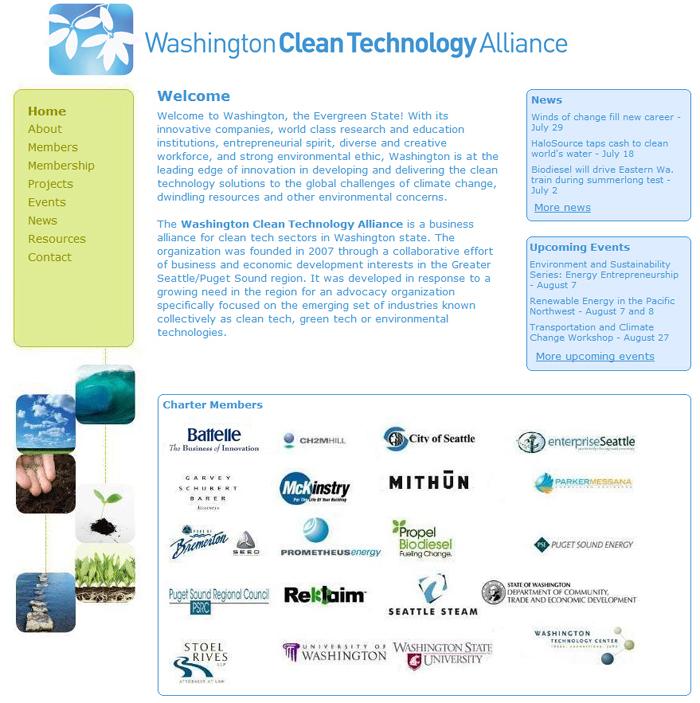 Washington Clean Technology Alliance
Home
About
Members
Membership
Projects
Events
News
Resources
Contact
Welcome
Welcome to Washington, the Evergreen State! With its
innovative companies, world class research and education
institutions, entrepreneurial spirit, diverse and creative
workforce, and strong environmental ethic, Washington is at the
leading edge of innovation in developing and delivering the clean
technology solutions to the global challenges of climate change,
dwindling resources and other environmental concerns.
The Washington Clean Technology Alliance is a business
alliance for clean tech sectors in Washington state. The
organization was founded in 2007 through a collaborative effort
of business and economic development interests in the Greater
Seattle/Puget Sound region. It was developed in response to a
growing need in the region for an advocacy organization
specifically focused on the emerging set of industries known
collectively as clean tech, green tech or environmental
technologies.
News
Winds of change fill new career -
July 29
HaloSource taps cash to clean
world's water - July 18
Biodiesel will drive Eastern Wa.
train during summerlong test -
July 2
More news
Upcoming Events
Environment and Sustainability
Series: Energy Entrepreneurship
- August 7
Renewable Energy in the Pacific
Northwest - August 7 and 8
Transportation and Climate
Change Workshop - August 27
More upcoming events
Charter Members
Battelle
The Business of Innovation
CH2MHILL
City of Seattle
enterpriseSeattle
GARVEY
SCHUBERT
BARER
McKinstry
For The Life Of Your Building
MITHŪN
PARKERMESSANA
Bremerton
SEED
PROMETHEUSenergy
Propel
Biodiesel
Fueling Change.
PSE
PUGET SOUND ENERGY
Puget Sound Regional Council
PSRC
Reklaim
SEATTLE STEAM
STATE OF WASHINGTON
DEPARTMENT OF COMMUNITY,
TRADE AND ECONOMIC DEVELOPMENT
STOEL
RIVES
LLP
ATTORNEYS AT LAW
UNIVERSITY OF
WASHINGTON
WASHINGTON STATE
UNIVERSITY
WASHINGTON
TECHNOLOGY CENTER